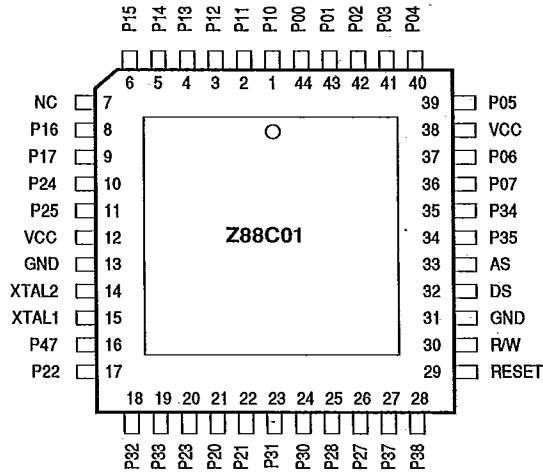 P15 P14 P13 P12 P11 P10 P00 P01 P02 P03 P04
6 5 4 3 2 1 44 43 42 41 40
NC 7 39 P05
P16 8 38 VCC
P17 9 37 P06
P24 10 36 P07
P25 11 35 P34
VCC 12 Z88C01 34 P35
GND 13 33 AS
XTAL2 14 32 DS
XTAL1 15 31 GND
P47 16 30 R/W
P22 17 29 RESET
18 19 20 21 22 23 24 25 26 27 28
P32 P33 P23 P20 P21 P31 P30 P28 P27 P37 P38